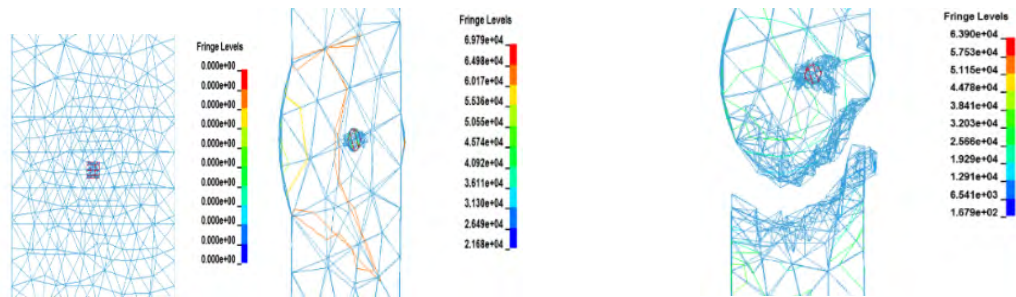 Fringe Levels
0.000e+00
0.000e+00
0.000e+00
0.000e+00
0.000e+00
0.000e+00
0.000e+00
0.000e+00
0.000e+00
0.000e+00
0.000e+00
Fringe Levels
6.979e+04
6.498e+04
6.017e+04
5.536e+04
5.055e+04
4.574e+04
4.092e+04
3.611e+04
3.130e+04
2.649e+04
2.168e+04
Fringe Levels
6.390e+04
5.753e+04
5.115e+04
4.478e+04
3.841e+04
3.203e+04
2.566e+04
1.929e+04
1.291e+04
6.541e+03
1.679e+02